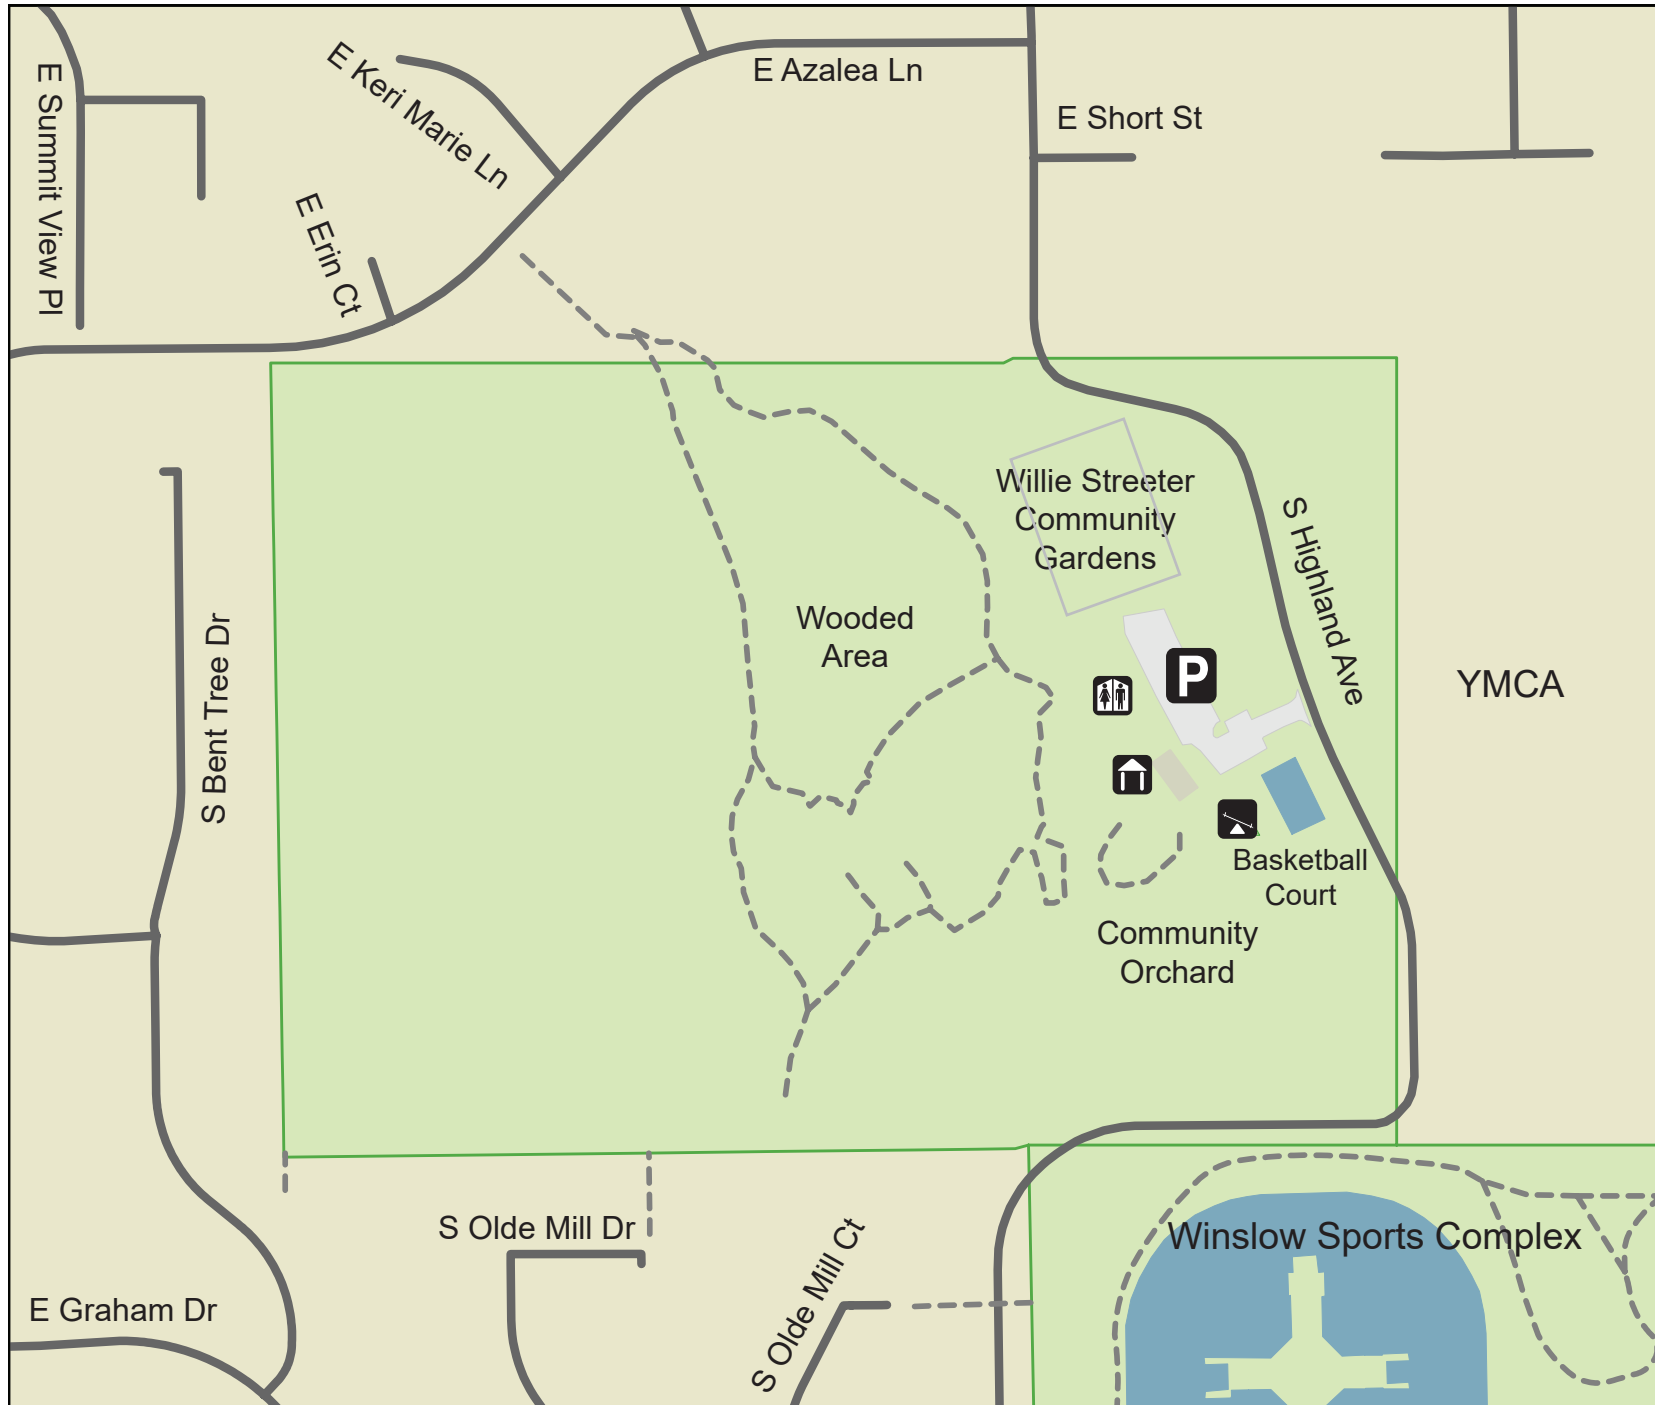 E Summit View Pl
E Keri Marie Ln
E Azalea Ln
E Short St
E Erin Ct
Willie Streeter
Community
Gardens
S Highland Ave
Wooded
Area
P
YMCA
S Bent Tree Dr
Basketball
Court
Community
Orchard
S Olde Mill Dr
S Olde Mill Ct
Winslow Sports Complex
E Graham Dr